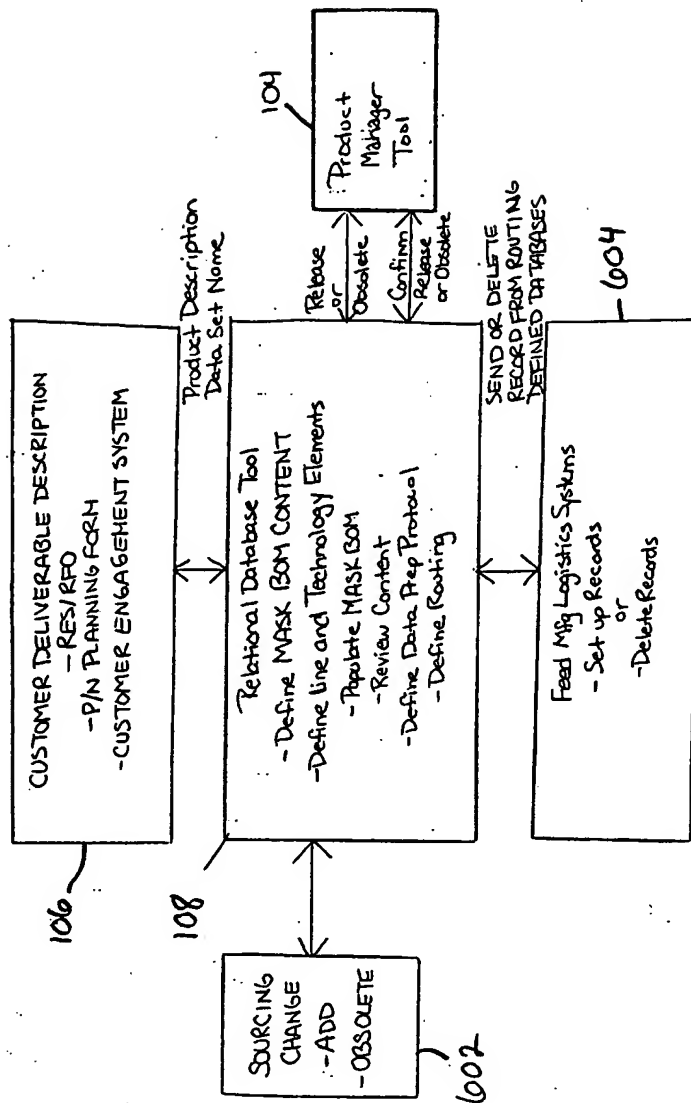 106
CUSTOMER DELIVERABLE DESCRIPTION
- RES/RFO
- P/N PLANNING FORM
- CUSTOMER ENGAGEMENT SYSTEM
Product Description
Data Set Name
108
Relational Database Tool
- Define MASK BOM CONTENT
- Define Line and Technology Elements
- Populate MASK BOM
- Review Content
- Define Data Prep Protocol
- Define Routing
SOURCING
CHANGE
- ADD
- OBSOLETE
602
Release
or
Obsolete
Confirm
Release
or Obsolete
104
Product
Manager
Tool
SEND OR DELETE
RECORD FROM ROUTING
DEFINED DATABASES
604
Feed Mfg Logistics Systems
- Set up Records
or
- Delete Records